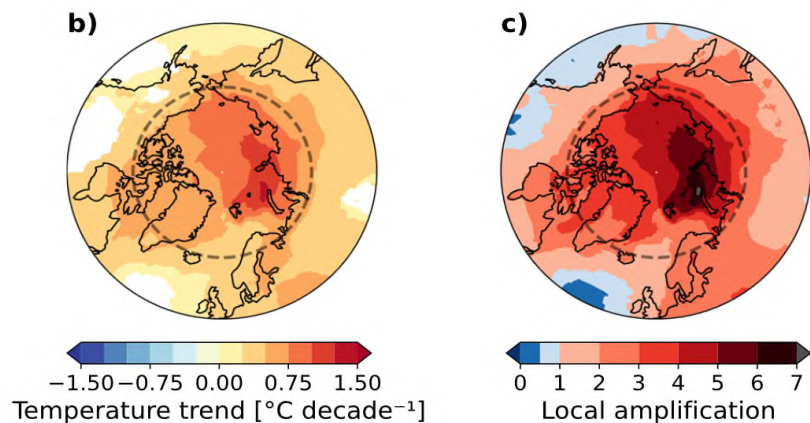 b)
c)
−1.50 −0.75 0.00 0.75 1.50
0 1 2 3 4 5 6 7
Temperature trend [°C decade⁻¹]
Local amplification